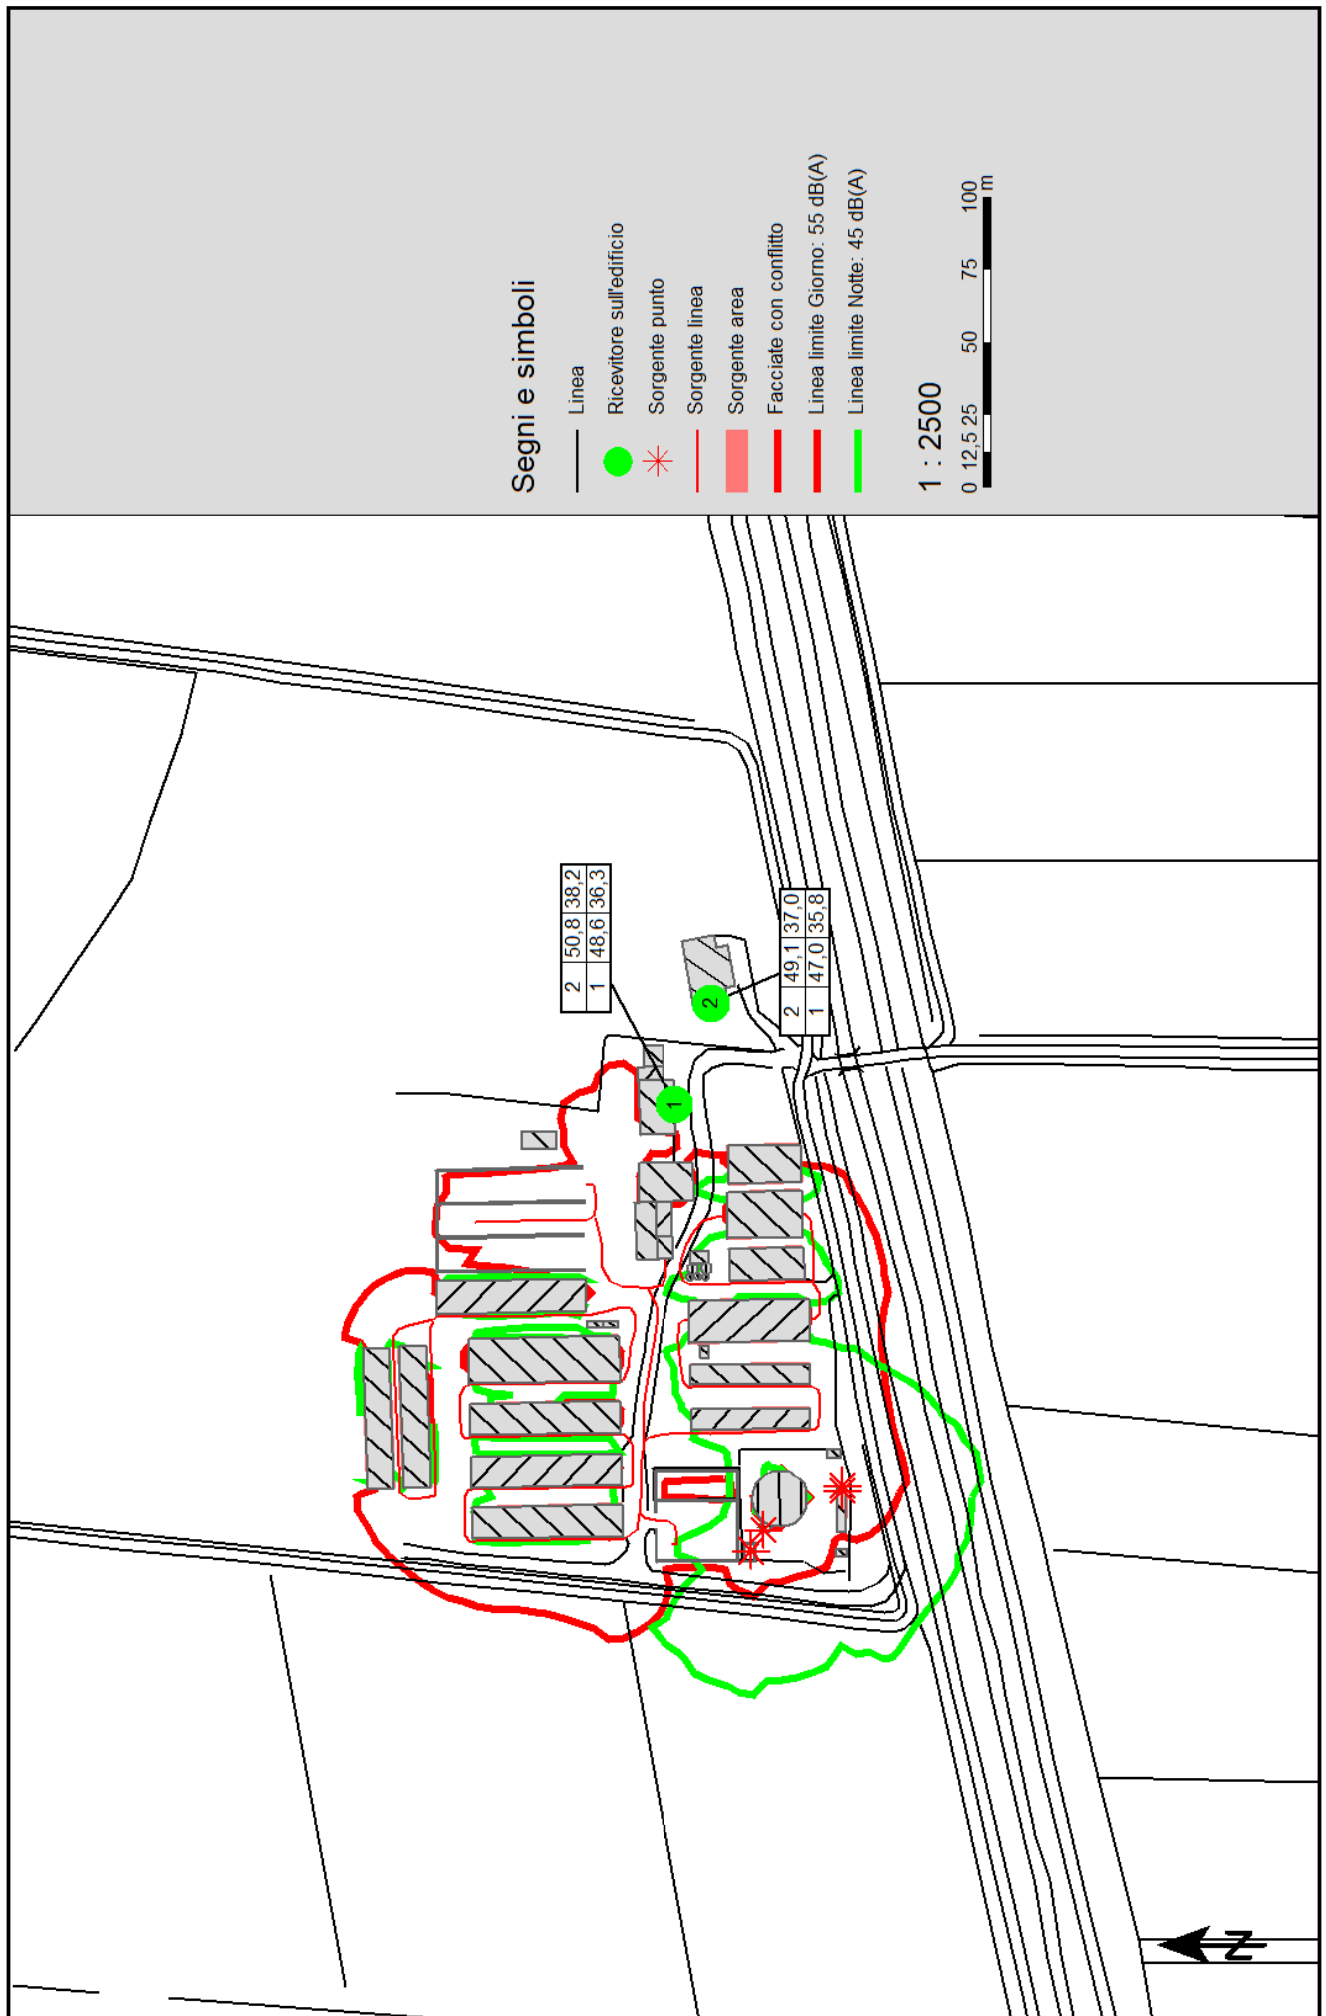 Segni e simboli
Linea
Ricevitore sull'edificio
Sorgente punto
Sorgente linea
Sorgente area
Facciate con conflitto
Linea limite Giorno: 55 dB(A)
Linea limite Notte: 45 dB(A)
1 : 2500
0 12,5 25 50 75 100
m
2 50,8 38,2
1 48,6 36,3
1
2
2 49,1 37,0
1 47,0 35,8
N